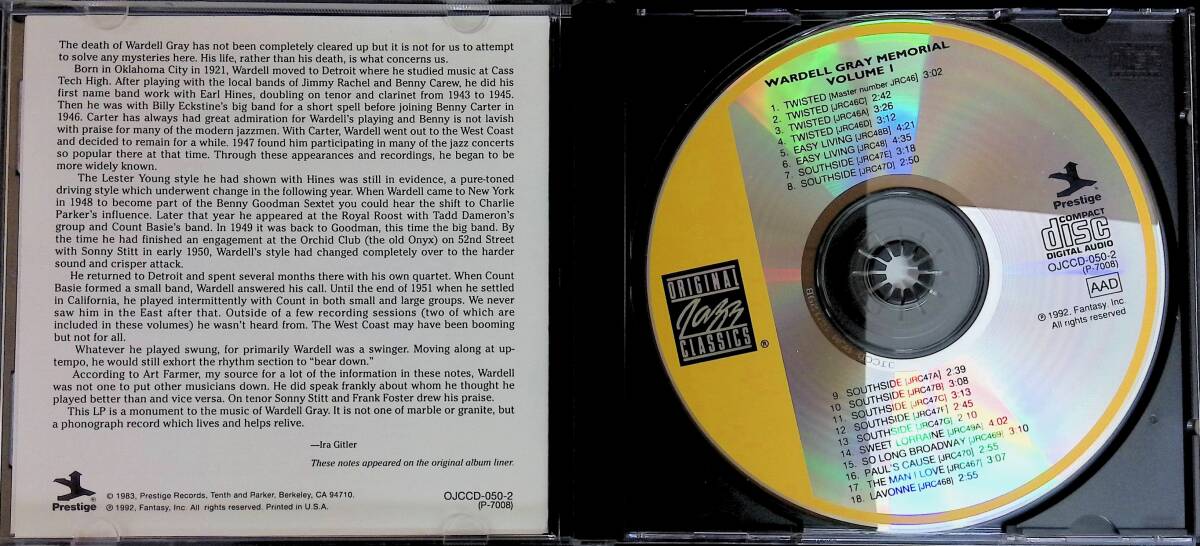 The death of Wardell Gray has not been completely cleared up but it is not for us to attempt
to solve any mysteries here. His life, rather than his death, is what concerns us.
Born in Oklahoma City in 1921, Wardell moved to Detroit where he studied music at Cass
Tech High. After playing with the local bands of Jimmy Rachel and Benny Carew, he did his
first name band work with Earl Hines, doubling on tenor and clarinet from 1943 to 1945.
Then he was with Billy Eckstine's big band for a short spell before joining Benny Carter in
1946. Carter has always had great admiration for Wardell's playing and Benny is not lavish
with praise for many of the modern jazzmen. With Carter, Wardell went out to the West Coast
and decided to remain for a while. 1947 found him participating in many of the jazz concerts
so popular there at that time. Through these appearances and recordings, he began to be
more widely known.
The Lester Young style he had shown with Hines was still in evidence, a pure-toned
driving style which underwent change in the following year. When Wardell came to New York
in 1948 to become part of the Benny Goodman Sextet you could hear the shift to Charlie
Parker's influence. Later that year he appeared at the Royal Roost with Tadd Dameron's
group and Count Basie's band. In 1949 it was back to Goodman, this time the big band. By
the time he had finished an engagement at the Orchid Club (the old Onyx) on 52nd Street
with Sonny Stitt in early 1950, Wardell's style had changed completely over to the harder
sound and crisper attack.
He returned to Detroit and spent several months there with his own quartet. When Count
Basie formed a small band, Wardell answered his call. Until the end of 1951 when he settled
in California, he played intermittently with Count in both small and large groups. We never
saw him in the East after that. Outside of a few recording sessions (two of which are
included in these volumes) he wasn't heard from. The West Coast may have been booming
but not for all.
Whatever he played swung, for primarily Wardell was a swinger. Moving along at up-
tempo, he would still exhort the rhythm section to "bear down."
According to Art Farmer, my source for a lot of the information in these notes, Wardell
was not one to put other musicians down. He did speak frankly about whom he thought he
played better than and vice versa. On tenor Sonny Stitt and Frank Foster drew his praise.
This LP is a monument to the music of Wardell Gray. It is not one of marble or granite, but
a phonograph record which lives and helps relive.
—Ira Gitler
These notes appeared on the original album liner.
Prestige
© 1983, Prestige Records, Tenth and Parker, Berkeley, CA 94710.
℗ 1992, Fantasy, Inc. All rights reserved. Printed in U.S.A.
OJCCD-050-2
(P-7008)
WARDELL GRAY MEMORIAL
VOLUME 1
1. TWISTED [Master number JRC46] 3:02
2. TWISTED [JRC46C] 2:42
3. TWISTED [JRC46A] 3:26
4. TWISTED [JRC46D] 3:12
5. EASY LIVING [JRC48B] 4:21
6. EASY LIVING [JRC48] 4:35
7. SOUTHSIDE [JRC47E] 3:18
8. SOUTHSIDE [JRC47D] 2:50
Prestige
COMPACT
disc
DIGITAL AUDIO
OJCCD-050-2
(P-7008)
AAD
℗ 1992, Fantasy, Inc.
All rights reserved
ORIGINAL
Jazz
CLASSICS
®
9. SOUTHSIDE [JRC47A] 2:39
10. SOUTHSIDE [JRC47B] 3:08
11. SOUTHSIDE [JRC47C] 3:13
12. SOUTHSIDE [JRC47F] 2:45
13. SOUTHSIDE [JRC47G] 2:10
14. SWEET LORRAINE [JRC49A] 4:02
15. SO LONG BROADWAY [JRC469] 3:10
16. PAUL'S CAUSE [JRC470] 2:55
17. THE MAN I LOVE [JRC467] 3:07
18. LAVONNE [JRC468] 2:55